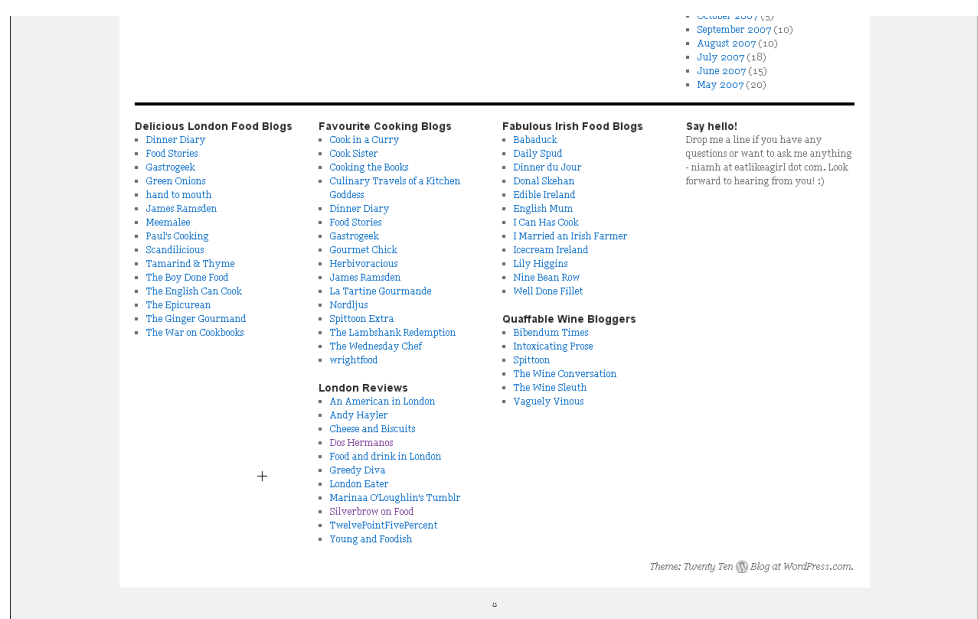 October 2007 (5)
September 2007 (10)
August 2007 (10)
July 2007 (18)
June 2007 (15)
May 2007 (20)
Delicious London Food Blogs
Dinner Diary
Food Stories
Gastrogeek
Green Onions
hand to mouth
James Ramsden
Meemalee
Paul's Cooking
Scandilicious
Tamarind & Thyme
The Boy Done Food
The English Can Cook
The Epicurean
The Ginger Gourmand
The War on Cookbooks
Favourite Cooking Blogs
Cook in a Curry
Cook Sister
Cooking the Books
Culinary Travels of a Kitchen
Goddess
Dinner Diary
Food Stories
Gastrogeek
Gourmet Chick
Herbivoracious
James Ramsden
La Tartine Gourmande
Nordljus
Spittoon Extra
The Lambshank Redemption
The Wednesday Chef
wrightfood
London Reviews
An American in London
Andy Hayler
Cheese and Biscuits
Dos Hermanos
Food and drink in London
Greedy Diva
London Eater
Marinaa O'Loughlin's Tumblr
Silverbrow on Food
TwelvePointFivePercent
Young and Foodish
Fabulous Irish Food Blogs
Babaduck
Daily Spud
Dinner du Jour
Donal Skehan
Edible Ireland
English Mum
I Can Has Cook
I Married an Irish Farmer
Icecream Ireland
Lily Higgins
Nine Bean Row
Well Done Fillet
Quaffable Wine Bloggers
Bibendum Times
Intoxicating Prose
Spittoon
The Wine Conversation
The Wine Sleuth
Vaguely Vinous
Say hello!
Drop me a line if you have any
questions or want to ask me anything
- niamh at eatlikeagirl dot com. Look
forward to hearing from you! :)
Theme: Twenty Ten Blog at WordPress.com.